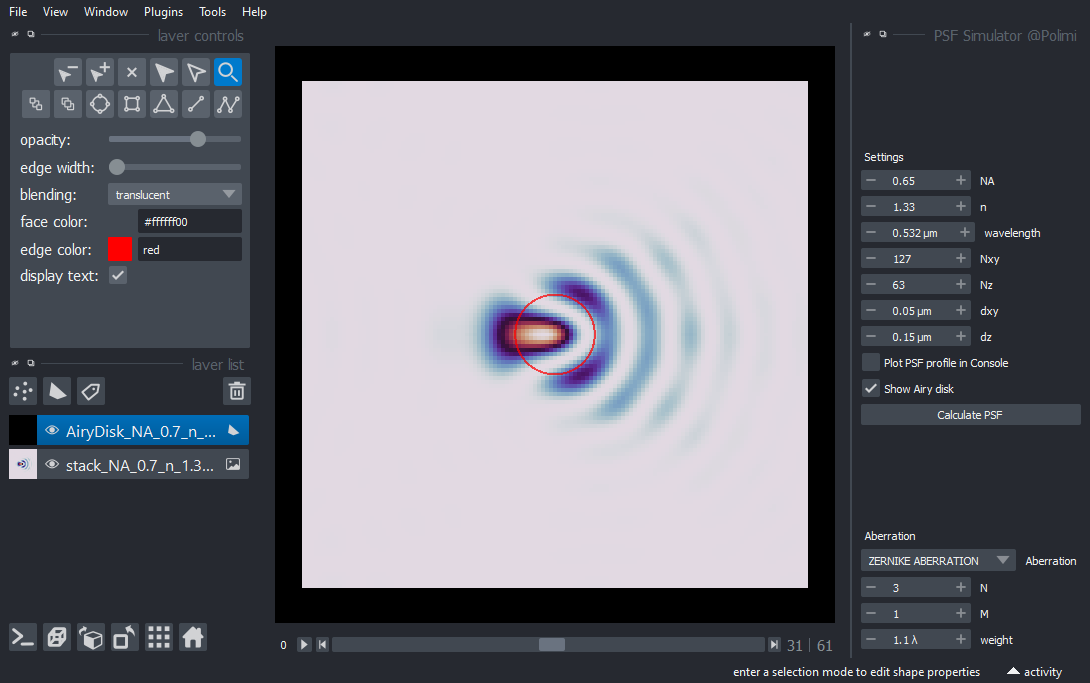 File View Window Plugins Tools Help
layer controls
opacity:
edge width:
blending: translucent
face color: #ffffff00
edge color: red
display text:
layer list
AiryDisk_NA_0.7_n_...
stack_NA_0.7_n_1.3...
0 31 | 61
PSF Simulator @Polimi
Settings
0.65 NA
1.33 n
0.532 µm wavelength
127 Nxy
63 Nz
0.05 µm dxy
0.15 µm dz
Plot PSF profile in Console
Show Airy disk
Calculate PSF
Aberration
ZERNIKE ABERRATION Aberration
3 N
1 M
1.1 λ weight
enter a selection mode to edit shape properties activity